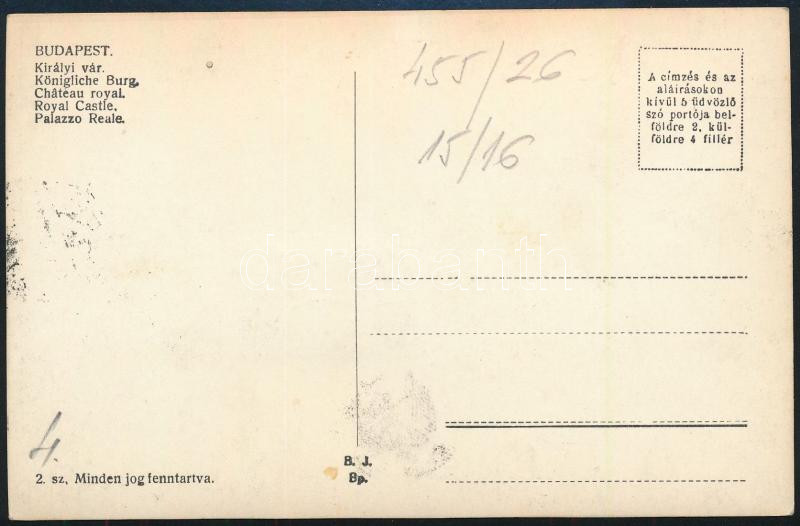 BUDAPEST.
Királyi vár.
Königliche Burg.
Château royal.
Royal Castle.
Palazzo Reale.
455/26
15/16
A címzés és az
aláírásokon
kívül 5 üdvözlő
szó portója bel-
földre 2, kül-
földre 4 fillér
darabanth
4.
2. sz. Minden jog fenntartva.
B. J.
Bp.